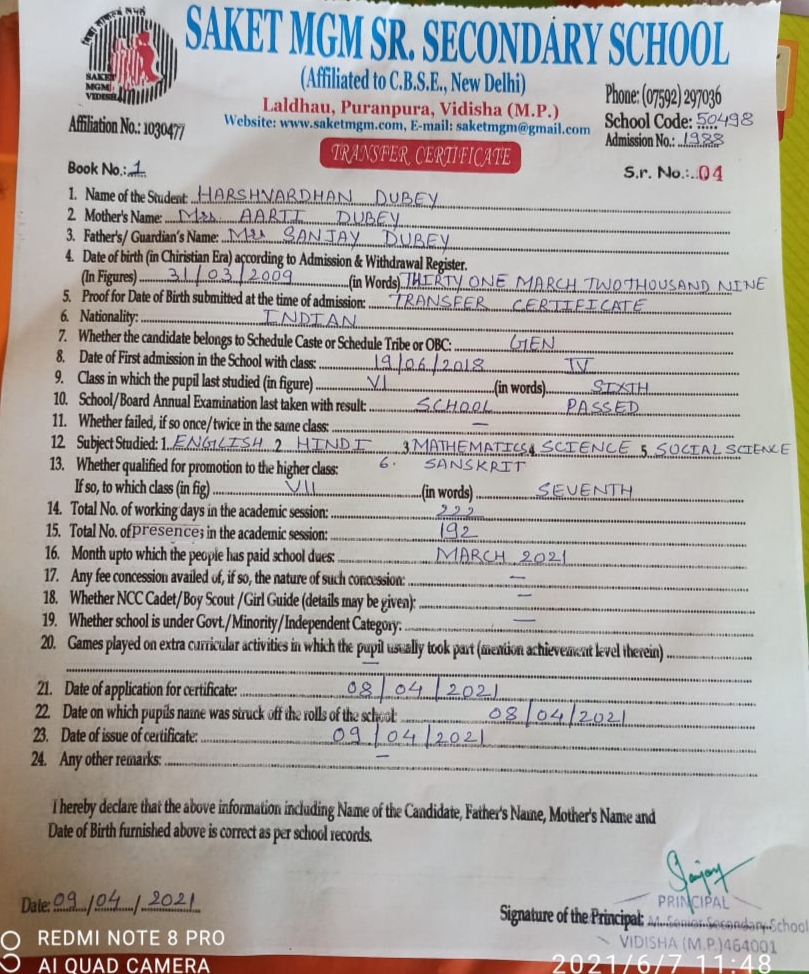 SAKET MGM SR. SECONDARY SCHOOL
SAKET
MGM
VIDISHA
(Affiliated to C.B.S.E., New Delhi)
Laldhau, Puranpura, Vidisha (M.P.)
Website: www.saketmgm.com, E-mail: saketmgm@gmail.com
Phone: (07592) 297036
School Code: 50498
Admission No.: 1988
Affiliation No.: 1030477
TRANSFER CERTIFICATE
Book No.: 1
S.r. No.: 04
1. Name of the Student: HARSHVARDHAN DUBEY
2. Mother's Name: Mrs. AARTI DUBEY
3. Father's/ Guardian's Name: Mr. SANJAY DUBEY
4. Date of birth (in Chiristian Era) according to Admission & Withdrawal Register.
(In Figures) 31/03/2009 (in Words) THIRTY ONE MARCH TWO THOUSAND NINE
5. Proof for Date of Birth submitted at the time of admission: TRANSFER CERTIFICATE
6. Nationality: INDIAN
7. Whether the candidate belongs to Schedule Caste or Schedule Tribe or OBC: GEN
8. Date of First admission in the School with class: 19/06/2018 IV
9. Class in which the pupil last studied (in figure) VI (in words) SIXTH
10. School/Board Annual Examination last taken with result: SCHOOL PASSED
11. Whether failed, if so once/twice in the same class: —
12. Subject Studied: 1. ENGLISH 2 HINDI 3 MATHEMATICS 4 SCIENCE 5 SOCIAL SCIENCE
6. SANSKRIT
13. Whether qualified for promotion to the higher class:
If so, to which class (in fig) VII (in words) SEVENTH
14. Total No. of working days in the academic session: 222
15. Total No. of presences in the academic session: 192
16. Month upto which the people has paid school dues: MARCH 2021
17. Any fee concession availed of, if so, the nature of such concession: —
18. Whether NCC Cadet/Boy Scout /Girl Guide (details may be given): —
19. Whether school is under Govt./Minority/Independent Category: —
20. Games played on extra curricular activities in which the pupil usually took part (mention achievement level therein)
—
21. Date of application for certificate: 08/04/2021
22. Date on which pupils name was struck off the rolls of the school: 08/04/2021
23. Date of issue of certificate: 09/04/2021
24. Any other remarks: —
I hereby declare that the above information including Name of the Candidate, Father's Name, Mother's Name and
Date of Birth furnished above is correct as per school records.
Date: 09/04/2021
Sanjay
PRINCIPAL
Signature of the Principal: M. Senior Secondary School
VIDISHA (M.P.)464001
REDMI NOTE 8 PRO
AI QUAD CAMERA
2021/6/7 11:48